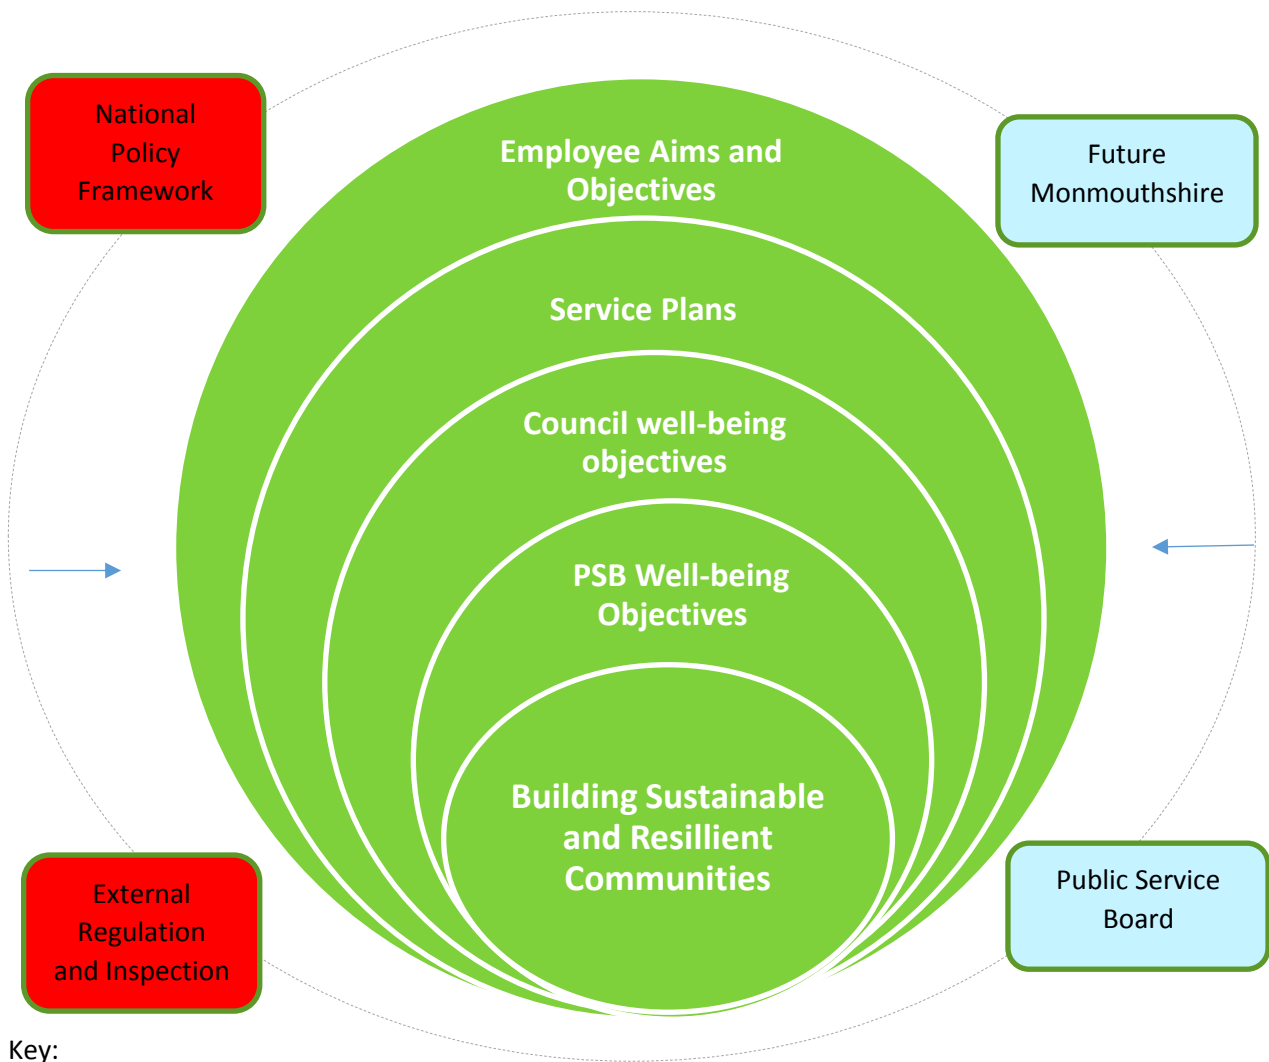 National
Policy
Framework
Future
Monmouthshire
Employee Aims and
Objectives
Service Plans
Council well-being
objectives
PSB Well-being
Objectives
Building Sustainable
and Resillient
Communities
External
Regulation
and Inspection
Public Service
Board
Key: